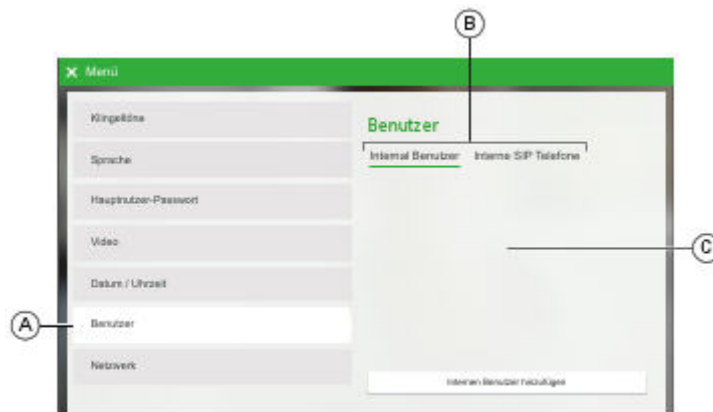 B
× Menü
Klingeltöne
Sprache
Hauptnutzer-Passwort
Video
Datum / Uhrzeit
Benutzer
Netzwerk
Benutzer
Internal Benutzer Interne SIP Telefone
Internen Benutzer hinzufügen
A
C